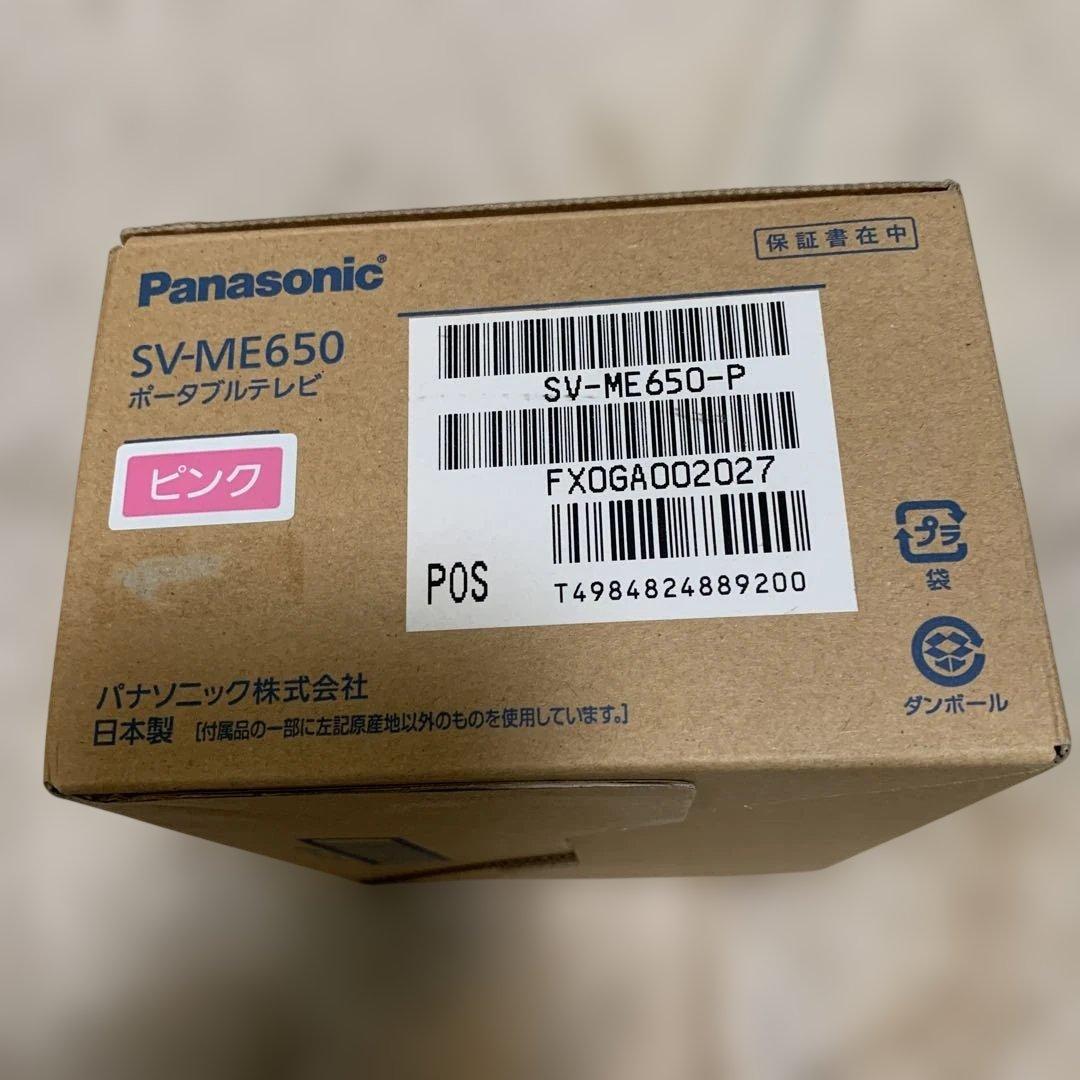 Panasonic®
保証書在中
SV-ME650
ポータブルテレビ
ピンク
SV-ME650-P
FX0GA002027
POS
T4984824889200
プラ
袋
ダンボール
パナソニック株式会社
日本製 [付属品の一部に左記原産地以外のものを使用しています。]